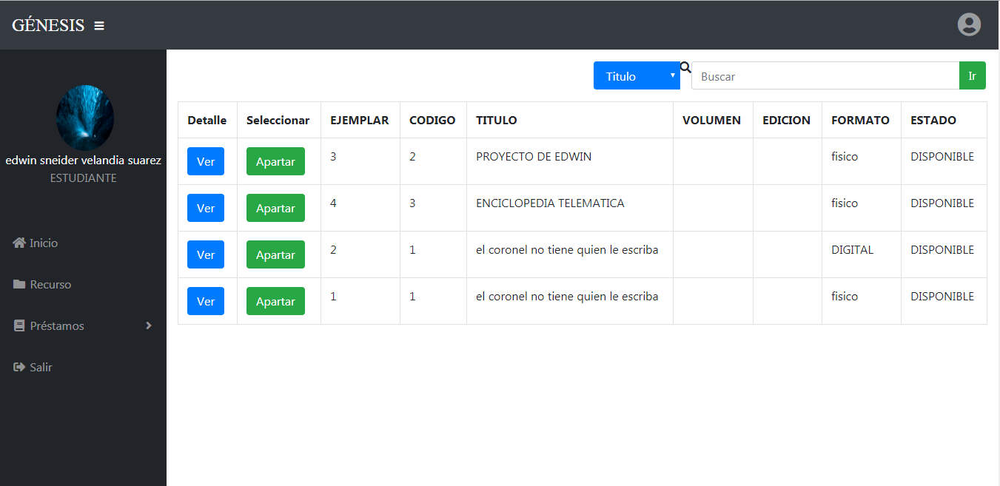 GÉNESIS
edwin sneider velandia suarez
ESTUDIANTE
Inicio
Recurso
Préstamos
Salir
Titulo Buscar Ir
Detalle Seleccionar EJEMPLAR CODIGO TITULO VOLUMEN EDICION FORMATO ESTADO
Ver Apartar 3 2 PROYECTO DE EDWIN fisico DISPONIBLE
Ver Apartar 4 3 ENCICLOPEDIA TELEMATICA fisico DISPONIBLE
Ver Apartar 2 1 el coronel no tiene quien le escriba DIGITAL DISPONIBLE
Ver Apartar 1 1 el coronel no tiene quien le escriba fisico DISPONIBLE